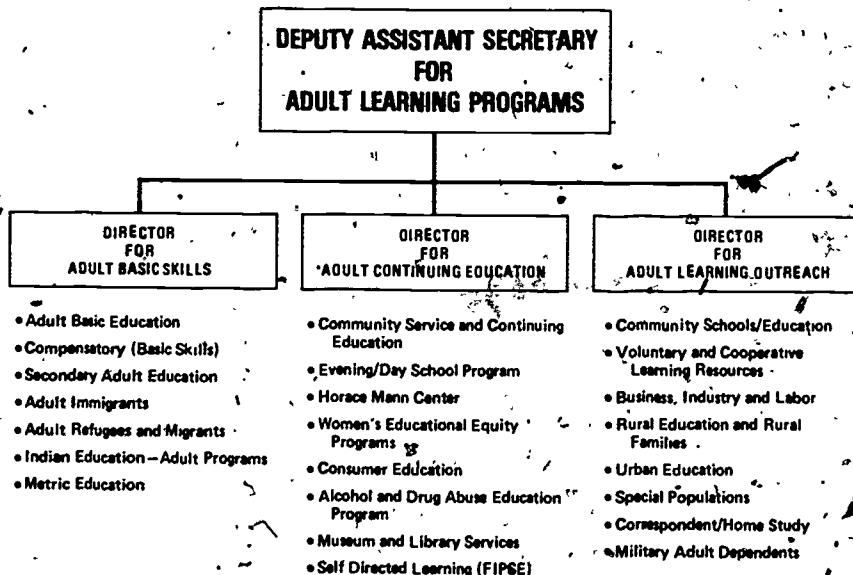 DEPUTY ASSISTANT SECRETARY
FOR
ADULT LEARNING PROGRAMS
DIRECTOR
FOR
ADULT BASIC SKILLS
• Adult Basic Education
• Compensatory (Basic Skills)
• Secondary Adult Education
• Adult Immigrants
• Adult Refugees and Migrants
• Indian Education – Adult Programs
• Metric Education
DIRECTOR
FOR
ADULT CONTINUING EDUCATION
• Community Service and Continuing
Education
• Evening/Day School Program
• Horace Mann Center
• Women's Educational Equity
Programs
• Consumer Education
• Alcohol and Drug Abuse Education
Program
• Museum and Library Services
• Self Directed Learning (FIPSE)
DIRECTOR
FOR
ADULT LEARNING OUTREACH
• Community Schools/Education
• Voluntary and Cooperative
Learning Resources
• Business, Industry and Labor
• Rural Education and Rural
Families
• Urban Education
• Special Populations
• Correspondent/Home Study
• Military Adult Dependents